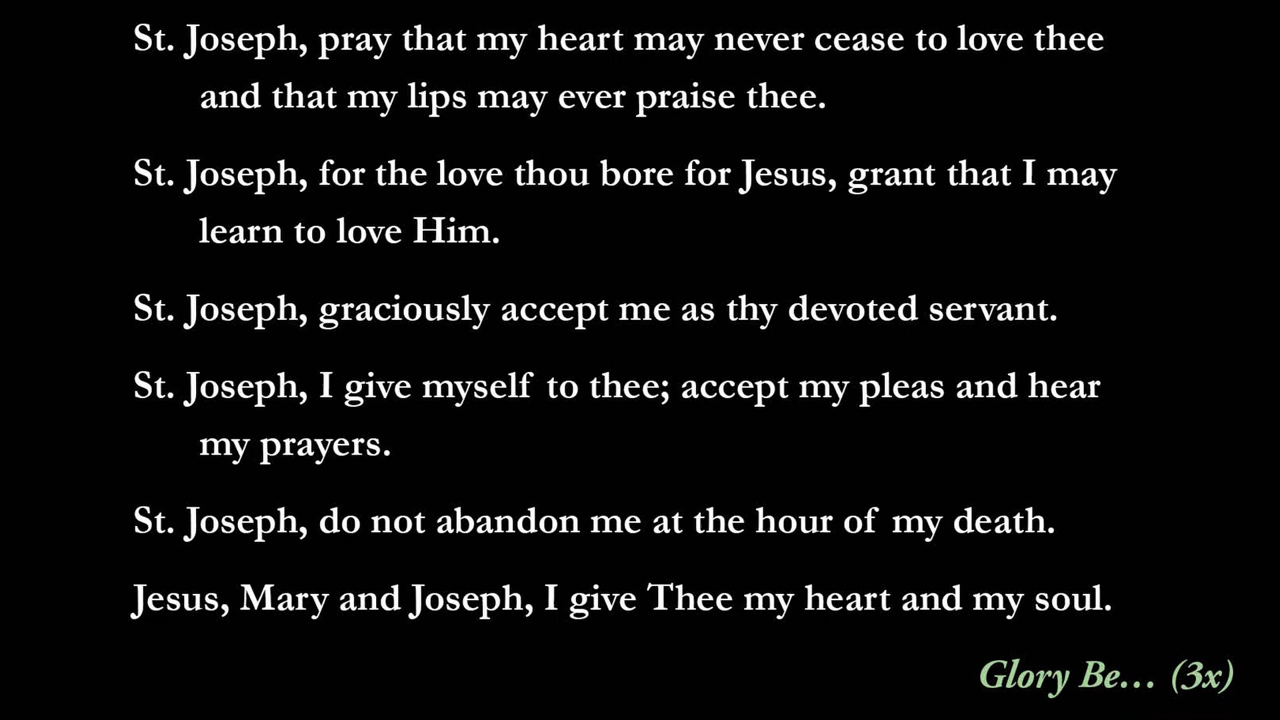 St. Joseph, pray that my heart may never cease to love thee
and that my lips may ever praise thee.
St. Joseph, for the love thou bore for Jesus, grant that I may
learn to love Him.
St. Joseph, graciously accept me as thy devoted servant.
St. Joseph, I give myself to thee; accept my pleas and hear
my prayers.
St. Joseph, do not abandon me at the hour of my death.
Jesus, Mary and Joseph, I give Thee my heart and my soul.
Glory Be… (3x)